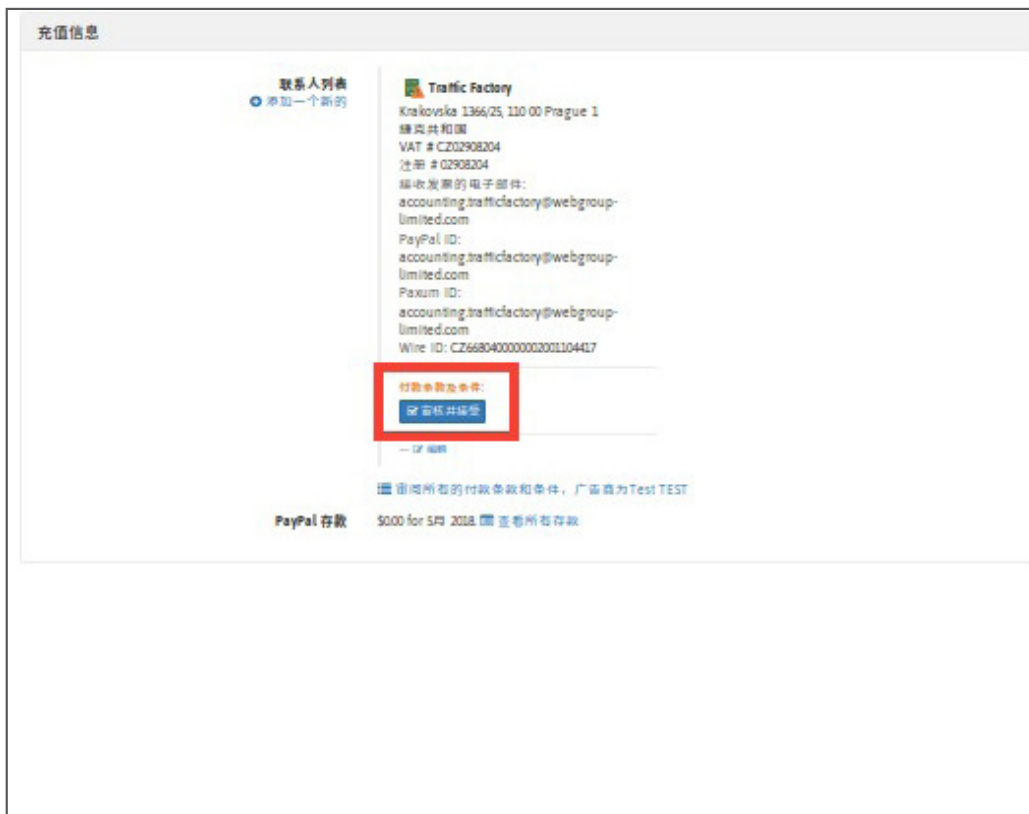 充值信息
联系人列表
添加一个新的
Traffic Factory
Krakovska 1366/25, 110 00 Prague 1
捷克共和国
VAT # CZ02908204
注册 # 02908204
接收发票的电子邮件:
accounting.trafficfactory@webgroup-
limited.com
PayPal ID:
accounting.trafficfactory@webgroup-
limited.com
Paxum ID:
accounting.trafficfactory@webgroup-
limited.com
Wire ID: CZ6680400000002001104417
付款条款及条件:
审核并接受
— 编辑
审阅所有的付款条款和条件，广告商为Test TEST
PayPal 存款
$0.00 for 5月 2018. 查看所有存款